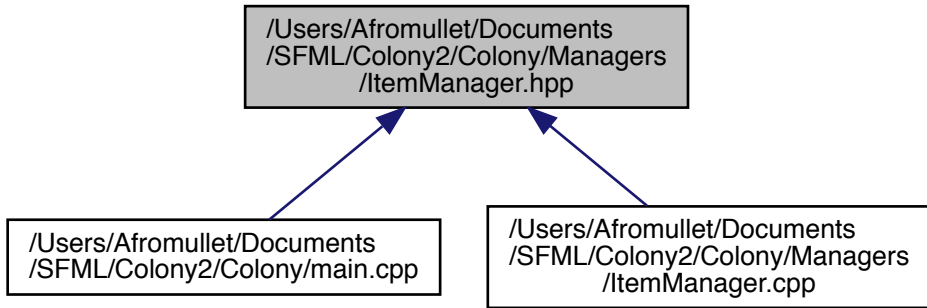 /Users/Afromullet/Documents
/SFML/Colony2/Colony/Managers
/ItemManager.hpp
/Users/Afromullet/Documents
/SFML/Colony2/Colony/main.cpp
/Users/Afromullet/Documents
/SFML/Colony2/Colony/Managers
/ItemManager.cpp